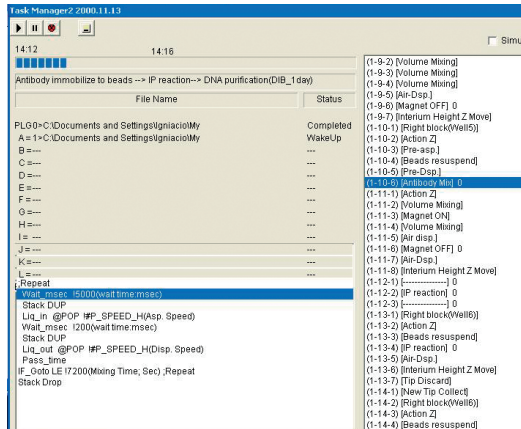 Task Manager2 2000.11.13
Simu
14:12
14:16
Antibody immobilize to beads --> IP reaction--> DNA purification(DIB_1day)
File Name Status
PLG0>C:\Documents and Settings\Igniacio\My Completed
A = 1>C:\Documents and Settings\Igniacio\My WakeUp
B =--- ---
C =--- ---
D =--- ---
E =--- ---
F =--- ---
G =--- ---
H =--- ---
I = --- ---
J = --- ---
K =--- ---
L = --- ---
;Repeat
Wait_msec !5000(wait time:msec)
Stack DUP
Liq_in @POP !#P_SPEED_H(Asp. Speed)
Wait_msec !200(wait time:msec)
Stack DUP
Liq_out @POP !#P_SPEED_H(Disp. Speed)
Pass_time
IF_Goto LE !7200(Mixing Time; Sec) ;Repeat
Stack Drop
(1-9-2) [Volume Mixing]
(1-9-3) [Volume Mixing]
(1-9-4) [Volume Mixing]
(1-9-5) [Air-Dsp.]
(1-9-6) [Magnet OFF] 0
(1-9-7) [Interium Height Z Move]
(1-10-1) [Right block(Well5)]
(1-10-2) [Action Z]
(1-10-3) [Pre-asp.]
(1-10-4) [Beads resuspend]
(1-10-5) [Pre-Dsp.]
(1-10-6) [Antibody Mix] 0
(1-11-1) [Action Z]
(1-11-2) [Volume Mixing]
(1-11-3) [Magnet ON]
(1-11-4) [Volume Mixing]
(1-11-5) [Air disp.]
(1-11-6) [Magnet OFF] 0
(1-11-7) [Air-Dsp.]
(1-11-8) [Interium Height Z Move]
(1-12-1) [---------------] 0
(1-12-2) [IP reaction] 0
(1-12-3) [---------------] 0
(1-13-1) [Right block(Well6)]
(1-13-2) [Action Z]
(1-13-3) [Beads resuspend]
(1-13-4) [IP reaction] 0
(1-13-5) [Air-Dsp.]
(1-13-6) [Interium Height Z Move]
(1-13-7) [Tip Discard]
(1-14-1) [New Tip Collect]
(1-14-2) [Right block(Well6)]
(1-14-3) [Action Z]
(1-14-4) [Beads resuspend]